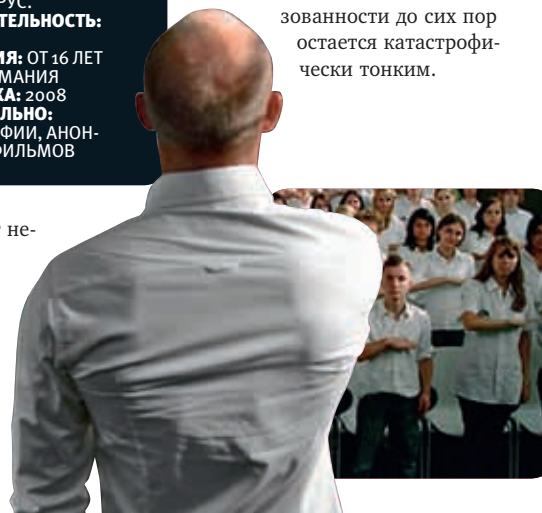 РУС.
ТЕЛЬНОСТЬ:
ИЯ: ОТ 16 ЛЕТ
МАНИЯ
КА: 2008
ЛЬНО:
ФИИ, АНОН-
ФИЛЬМОВ
не-
зованности до сих пор
остается катастрофи-
чески тонким.